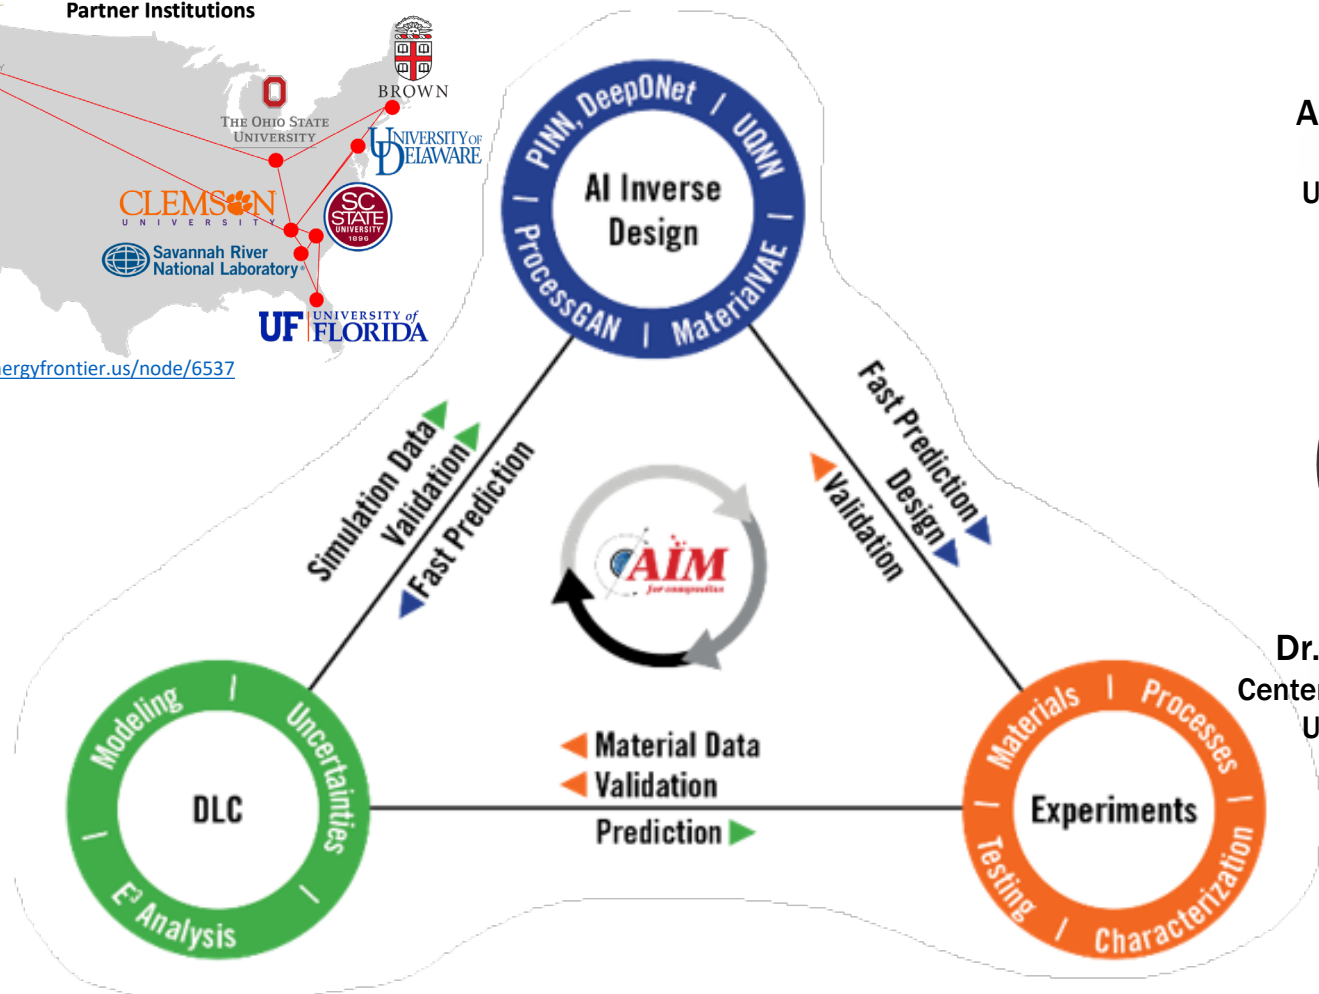 Partner Institutions
BROWN
THE OHIO STATE
UNIVERSITY
UNIVERSITY OF
DELAWARE
CLEMSON
UNIVERSITY
SC
STATE
UNIVERSITY
1896
Savannah River
National Laboratory
UF UNIVERSITY of
FLORIDA
ergyfrontier.us/node/6537
AI Inverse
Design
PINN, DeepONet | UQNN | MaterialVAE | ProcessGAN |
Simulation Data
Validation
Fast Prediction
Fast Prediction
Design
Validation
AIM
for composites
Material Data
Validation
Prediction
DLC
Modeling | Uncertainties | E³ Analysis |
Experiments
Materials | Processes | Characterization | Testing |
A
U
Dr.
Center
U